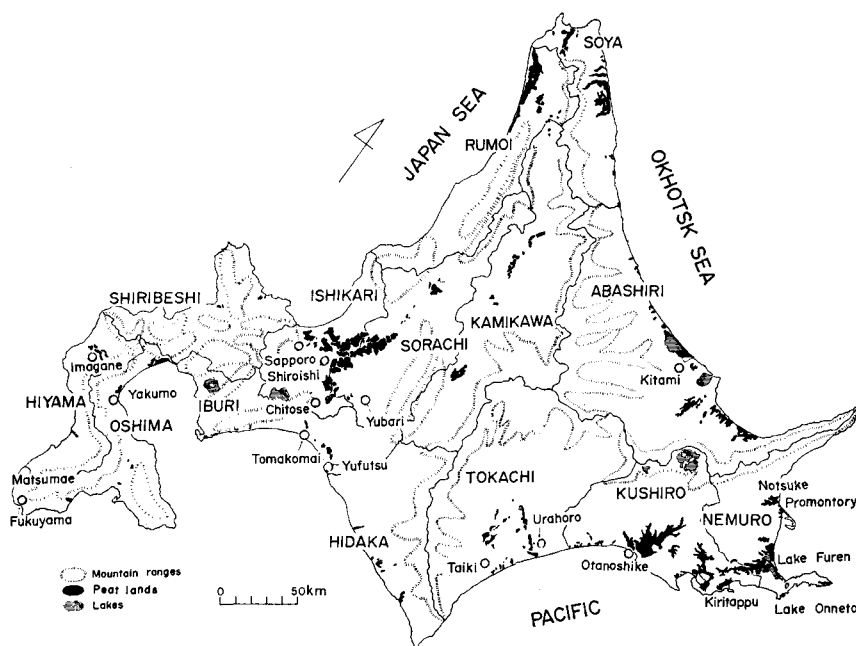 SOYA
JAPAN SEA
RUMOI
OKHOTSK SEA
SHIRIBESHI
ISHIKARI
ABASHIRI
KAMIKAWA
SORACHI
Imagane
Sapporo
Shiroishi
Kitami
HIYAMA
Yakumo
IBURI
Chitose
Yubari
OSHIMA
Tomakomai
Yufutsu
TOKACHI
KUSHIRO
Matsumae
Notsuke
Promontory
Fukuyama
Urahoro
NEMURO
HIDAKA
Taiki
Otanoshike
Lake Furen
Mountain ranges
Peat lands
Lakes
0 50km
PACIFIC
Kiritappu
Lake Onneto